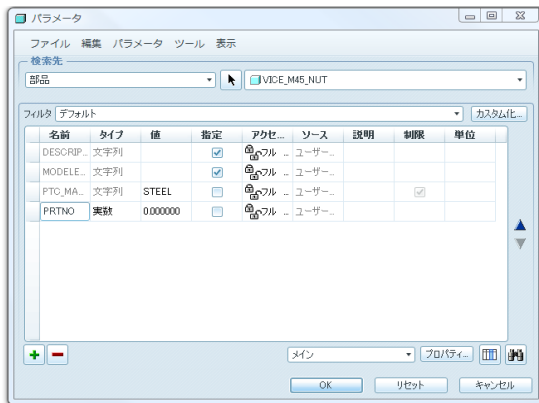 パラメータ
ファイル 編集 パラメータ ツール 表示
検索先
部品 VICE_M45_NUT
フィルタ デフォルト カスタム化...
名前 タイプ 値 指定 アクセ... ソース 説明 制限 単位
DESCRIP... 文字列 フル ... ユーザー...
MODELE... 文字列 フル ... ユーザー...
PTC_MA... 文字列 STEEL フル ... ユーザー...
PRTNO 実数 0.000000 フル ... ユーザー...
メイン プロパティ...
OK リセット キャンセル